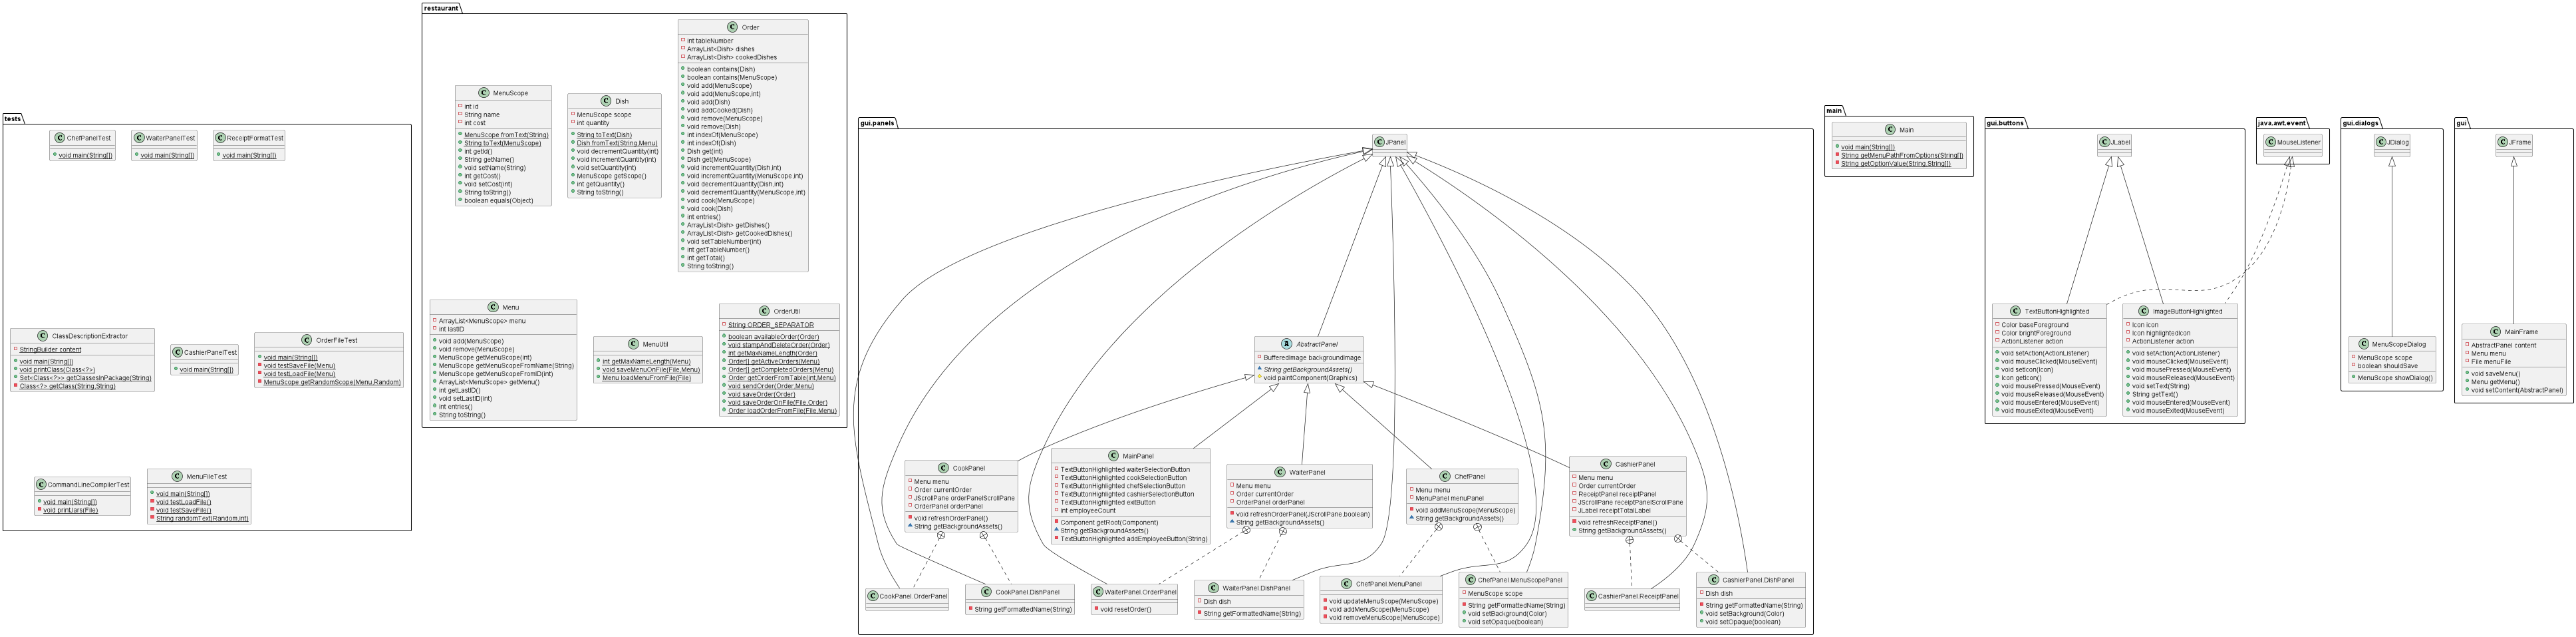 tests
ChefPanelTest
void main(String[])
WaiterPanelTest
void main(String[])
ReceiptFormatTest
void main(String[])
ClassDescriptionExtractor
StringBuilder content
void main(String[])
void printClass(Class<?>)
Set<Class<?>> getClassesInPackage(String)
Class<?> getClass(String,String)
CashierPanelTest
void main(String[])
OrderFileTest
void main(String[])
void testSaveFile(Menu)
void testLoadFile(Menu)
MenuScope getRandomScope(Menu,Random)
CommandLineCompilerTest
void main(String[])
void printJars(File)
MenuFileTest
void main(String[])
void testLoadFile()
void testSaveFile()
String randomText(Random,int)
restaurant
MenuScope
int id
String name
int cost
MenuScope fromText(String)
String toText(MenuScope)
int getId()
String getName()
void setName(String)
int getCost()
void setCost(int)
String toString()
boolean equals(Object)
Dish
MenuScope scope
int quantity
String toText(Dish)
Dish fromText(String,Menu)
void decrementQuantity(int)
void incrementQuantity(int)
void setQuantity(int)
MenuScope getScope()
int getQuantity()
String toString()
Order
int tableNumber
ArrayList<Dish> dishes
ArrayList<Dish> cookedDishes
boolean contains(Dish)
boolean contains(MenuScope)
void add(MenuScope)
void add(MenuScope,int)
void add(Dish)
void addCooked(Dish)
void remove(MenuScope)
void remove(Dish)
int indexOf(MenuScope)
int indexOf(Dish)
Dish get(int)
Dish get(MenuScope)
void incrementQuantity(Dish,int)
void incrementQuantity(MenuScope,int)
void decrementQuantity(Dish,int)
void decrementQuantity(MenuScope,int)
void cook(MenuScope)
void cook(Dish)
int entries()
ArrayList<Dish> getDishes()
ArrayList<Dish> getCookedDishes()
void setTableNumber(int)
int getTableNumber()
int getTotal()
String toString()
Menu
ArrayList<MenuScope> menu
int lastID
void add(MenuScope)
void remove(MenuScope)
MenuScope getMenuScope(int)
MenuScope getMenuScopeFromName(String)
MenuScope getMenuScopeFromID(int)
ArrayList<MenuScope> getMenu()
int getLastID()
void setLastID(int)
int entries()
String toString()
MenuUtil
int getMaxNameLength(Menu)
void saveMenuOnFile(File,Menu)
Menu loadMenuFromFile(File)
OrderUtil
String ORDER_SEPARATOR
boolean availableOrder(Order)
void stampAndDeleteOrder(Order)
int getMaxNameLength(Order)
Order[] getActiveOrders(Menu)
Order[] getCompletedOrders(Menu)
Order getOrderFromTable(int,Menu)
void sendOrder(Order,Menu)
void saveOrder(Order)
void saveOrderOnFile(File,Order)
Order loadOrderFromFile(File,Menu)
gui.panels
JPanel
AbstractPanel
BufferedImage backgroundImage
String getBackgroundAssets()
void paintComponent(Graphics)
CookPanel
Menu menu
Order currentOrder
JScrollPane orderPanelScrollPane
OrderPanel orderPanel
void refreshOrderPanel()
String getBackgroundAssets()
MainPanel
TextButtonHighlighted waiterSelectionButton
TextButtonHighlighted cookSelectionButton
TextButtonHighlighted chefSelectionButton
TextButtonHighlighted cashierSelectionButton
TextButtonHighlighted exitButton
int employeeCount
Component getRoot(Component)
String getBackgroundAssets()
TextButtonHighlighted addEmployeeButton(String)
WaiterPanel
Menu menu
Order currentOrder
OrderPanel orderPanel
void refreshOrderPanel(JScrollPane,boolean)
String getBackgroundAssets()
ChefPanel
Menu menu
MenuPanel menuPanel
void addMenuScope(MenuScope)
String getBackgroundAssets()
CashierPanel
Menu menu
Order currentOrder
ReceiptPanel receiptPanel
JScrollPane receiptPanelScrollPane
JLabel receiptTotalLabel
void refreshReceiptPanel()
String getBackgroundAssets()
CookPanel.OrderPanel
CookPanel.DishPanel
String getFormattedName(String)
WaiterPanel.OrderPanel
void resetOrder()
WaiterPanel.DishPanel
Dish dish
String getFormattedName(String)
ChefPanel.MenuPanel
void updateMenuScope(MenuScope)
void addMenuScope(MenuScope)
void removeMenuScope(MenuScope)
ChefPanel.MenuScopePanel
MenuScope scope
String getFormattedName(String)
void setBackground(Color)
void setOpaque(boolean)
CashierPanel.ReceiptPanel
CashierPanel.DishPanel
Dish dish
String getFormattedName(String)
void setBackground(Color)
void setOpaque(boolean)
main
Main
void main(String[])
String getMenuPathFromOptions(String[])
String getOptionValue(String,String[])
gui.buttons
JLabel
TextButtonHighlighted
Color baseForeground
Color brightForeground
ActionListener action
void setAction(ActionListener)
void mouseClicked(MouseEvent)
void setIcon(Icon)
Icon getIcon()
void mousePressed(MouseEvent)
void mouseReleased(MouseEvent)
void mouseEntered(MouseEvent)
void mouseExited(MouseEvent)
ImageButtonHighlighted
Icon icon
Icon highlightedIcon
ActionListener action
void setAction(ActionListener)
void mouseClicked(MouseEvent)
void mousePressed(MouseEvent)
void mouseReleased(MouseEvent)
void setText(String)
String getText()
void mouseEntered(MouseEvent)
void mouseExited(MouseEvent)
java.awt.event
MouseListener
gui.dialogs
JDialog
MenuScopeDialog
MenuScope scope
boolean shouldSave
MenuScope showDialog()
gui
JFrame
MainFrame
AbstractPanel content
Menu menu
File menuFile
void saveMenu()
Menu getMenu()
void setContent(AbstractPanel)